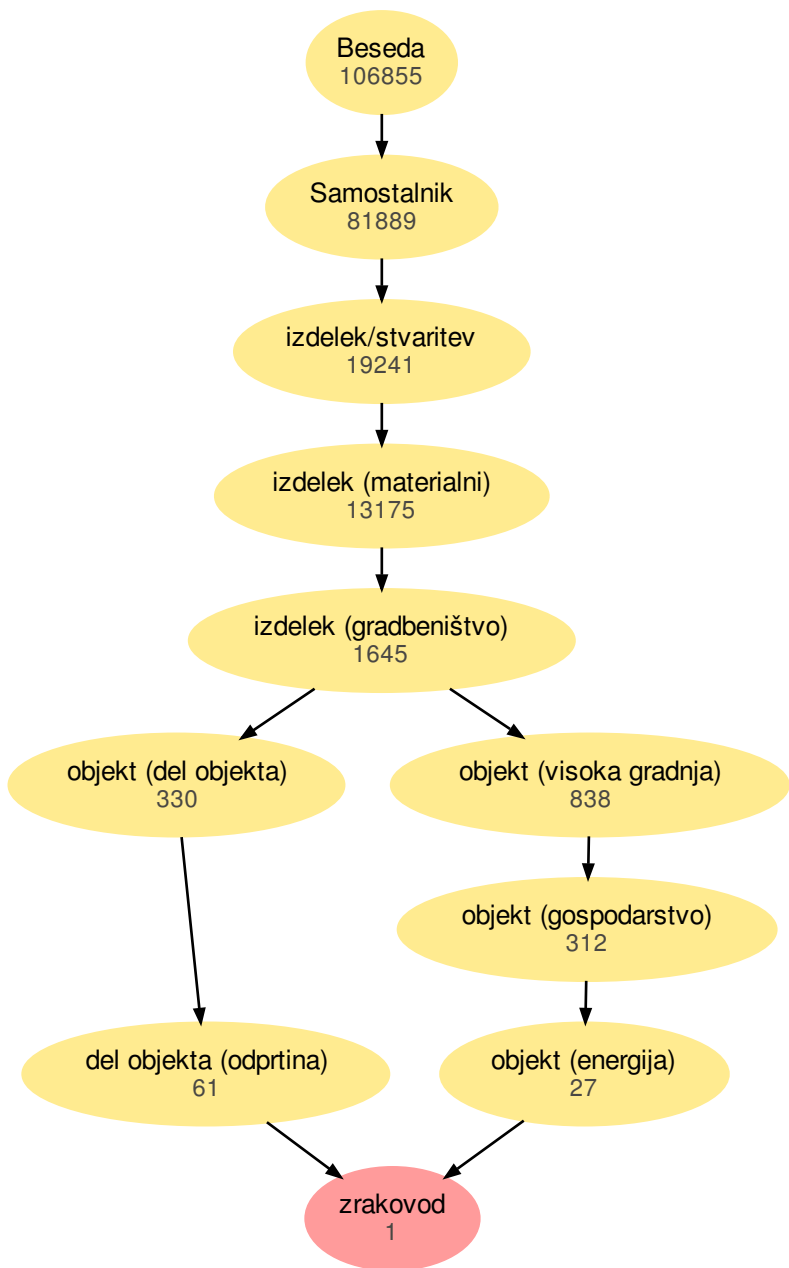 Beseda
106855
Samostalnik
81889
izdelek/stvaritev
19241
izdelek (materialni)
13175
izdelek (gradbeništvo)
1645
objekt (del objekta)
330
objekt (visoka gradnja)
838
objekt (gospodarstvo)
312
del objekta (odprtina)
61
objekt (energija)
27
zrakovod
1